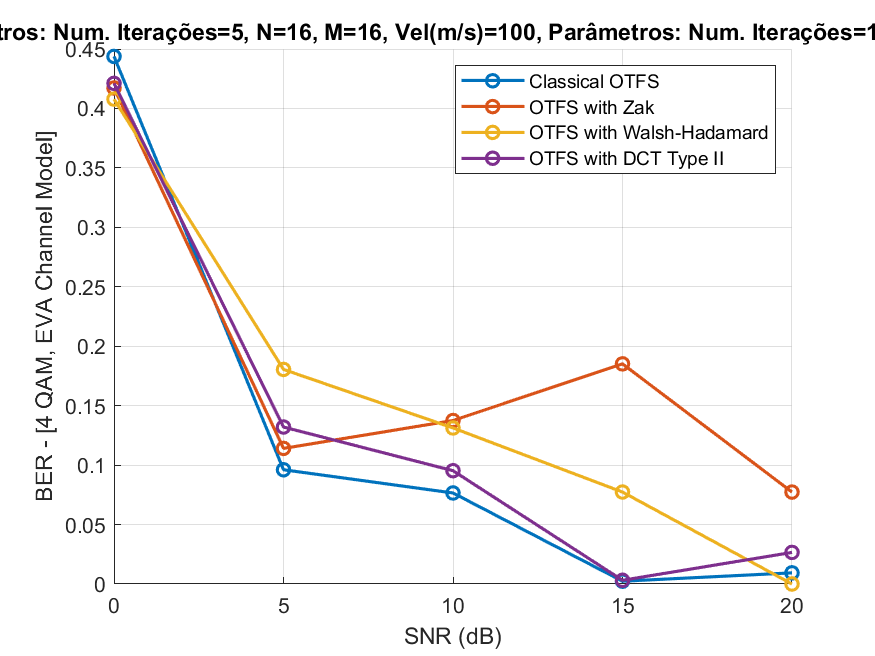 tros: Num. Iterações=5, N=16, M=16, Vel(m/s)=100, Parâmetros: Num. Iterações=1
0.45
0.4
0.35
0.3
0.25
0.2
0.15
0.1
0.05
0
BER - [4 QAM, EVA Channel Model]
Classical OTFS
OTFS with Zak
OTFS with Walsh-Hadamard
OTFS with DCT Type II
0 5 10 15 20
SNR (dB)